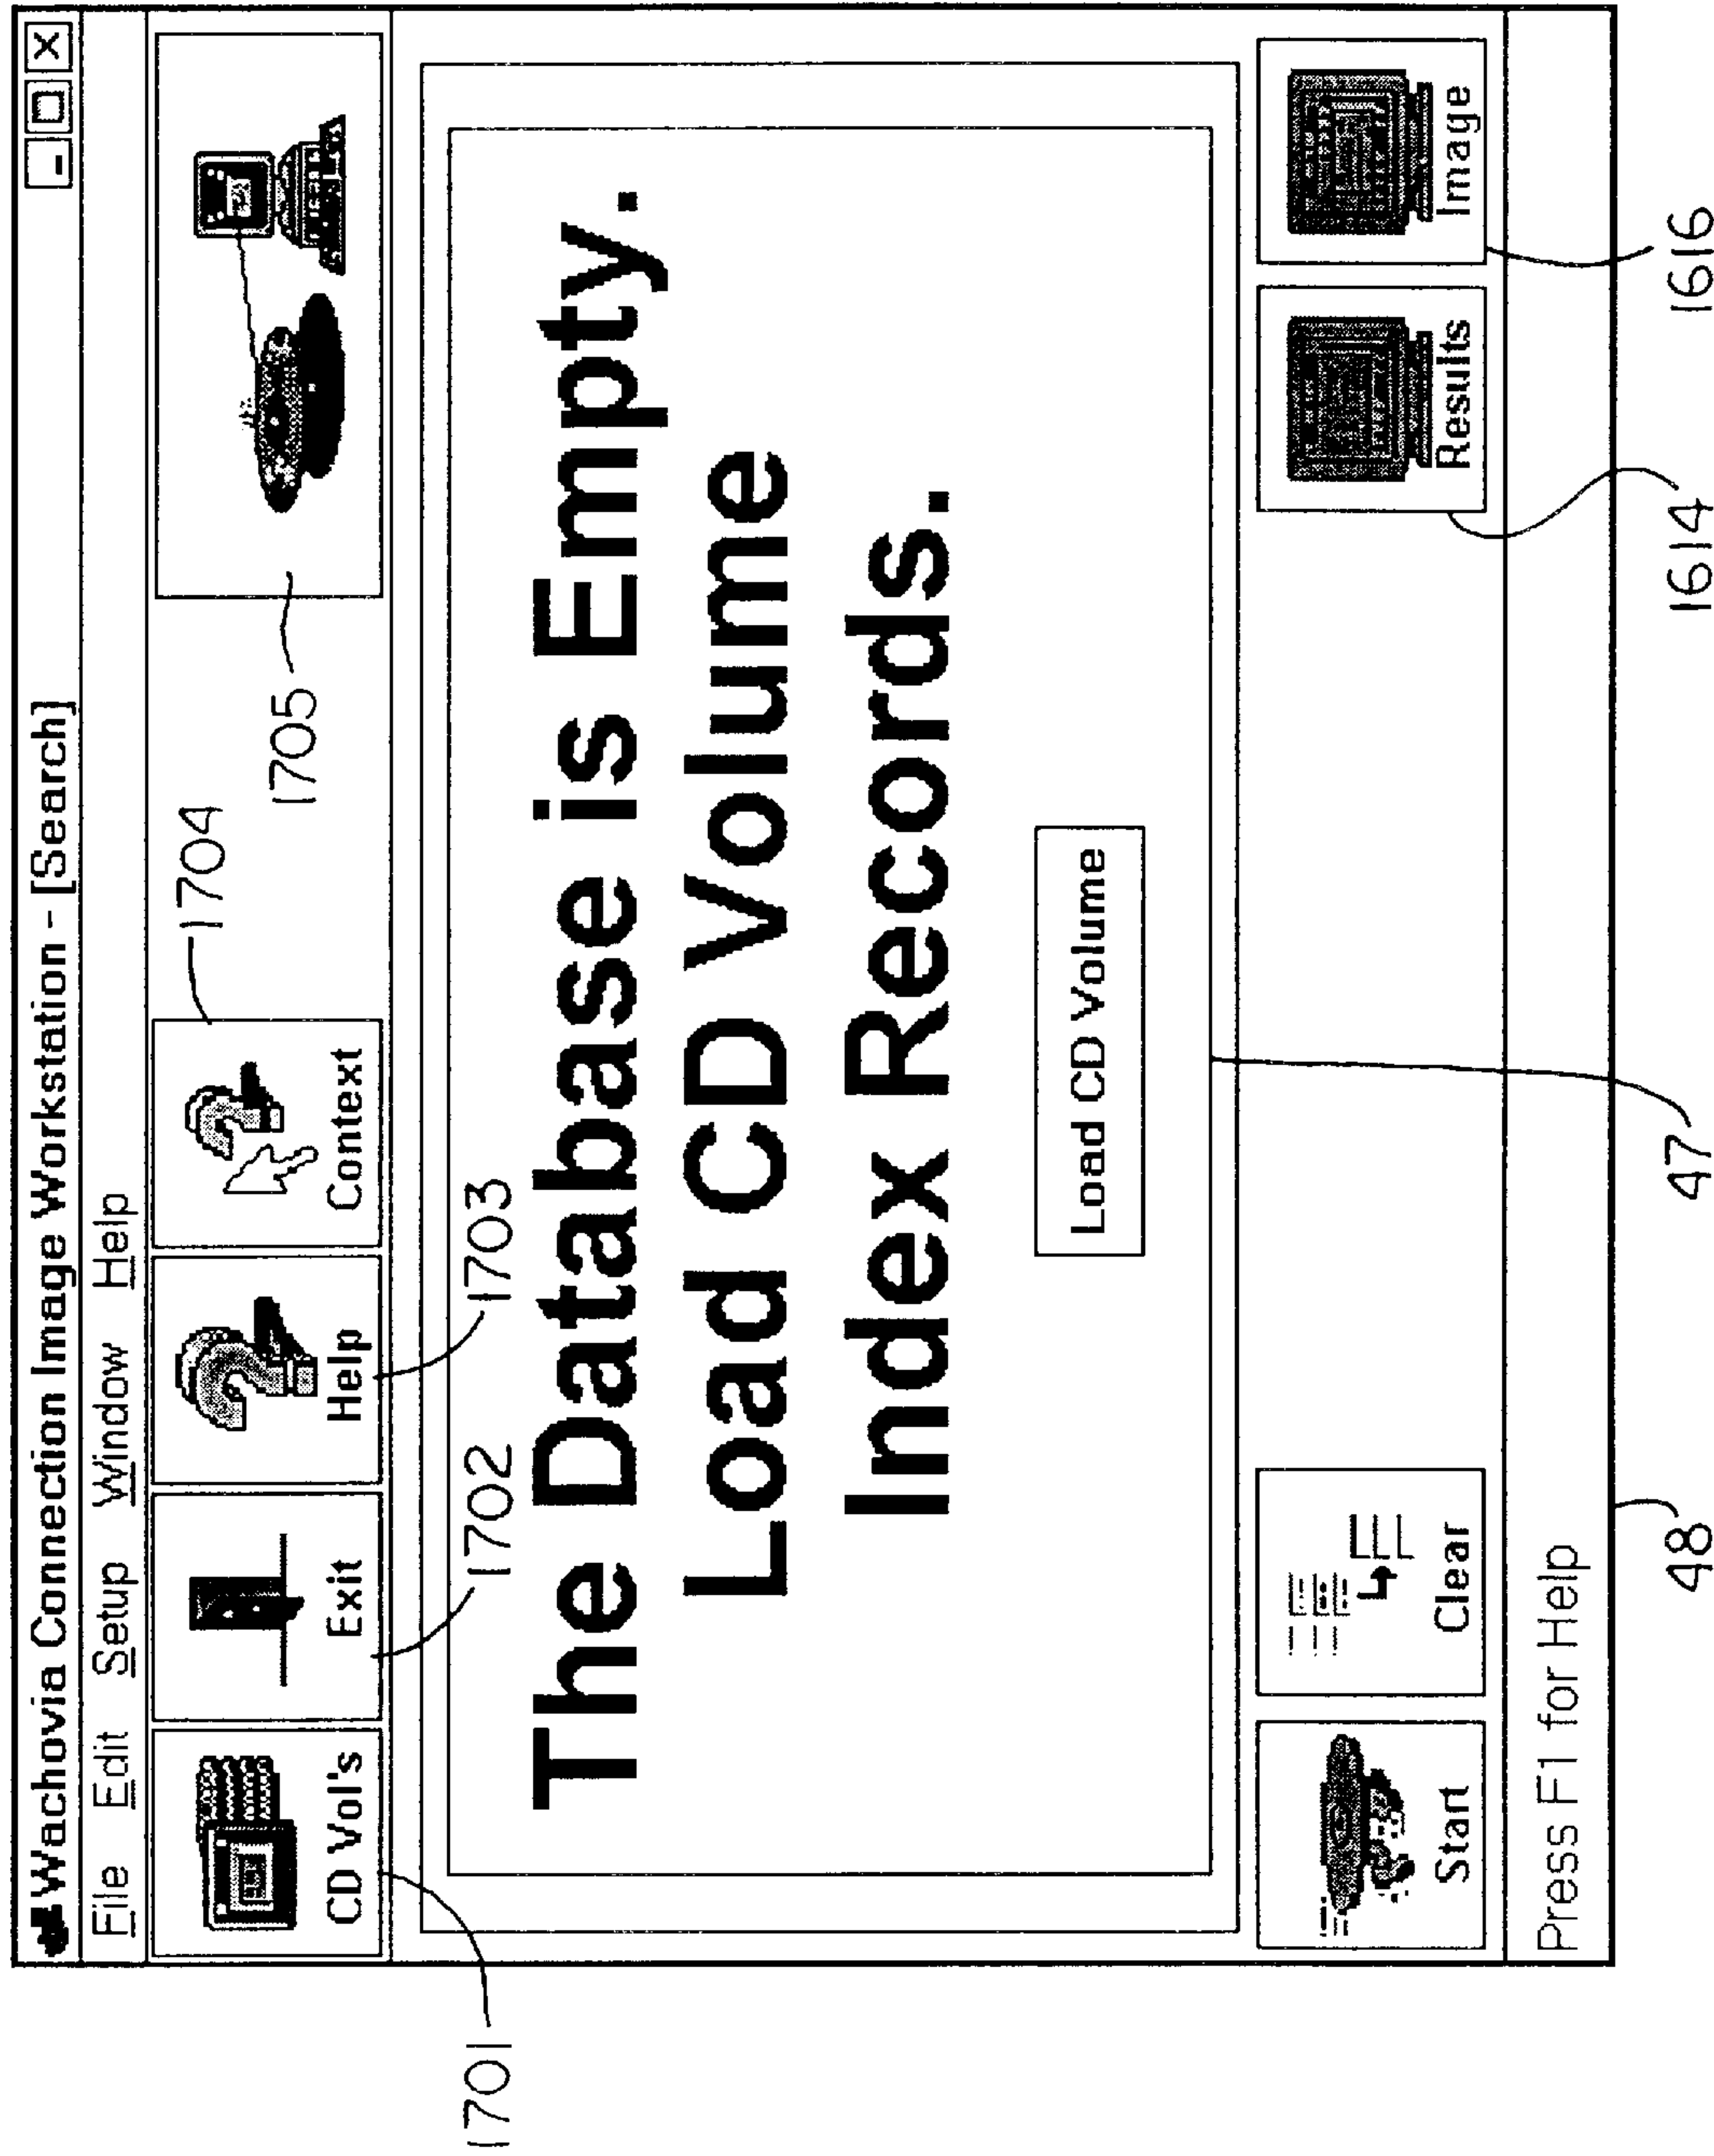 Wachovia Connection Image Workstation - [Search]
File Edit Setup Window Help
CD Vol's Exit Help Context
1704
1705
1701
1702
1703
The Database is Empty.
Load CD Volume
Index Records.
Load CD Volume
Start Clear Results Image
Press F1 for Help
48
47
1614
1616